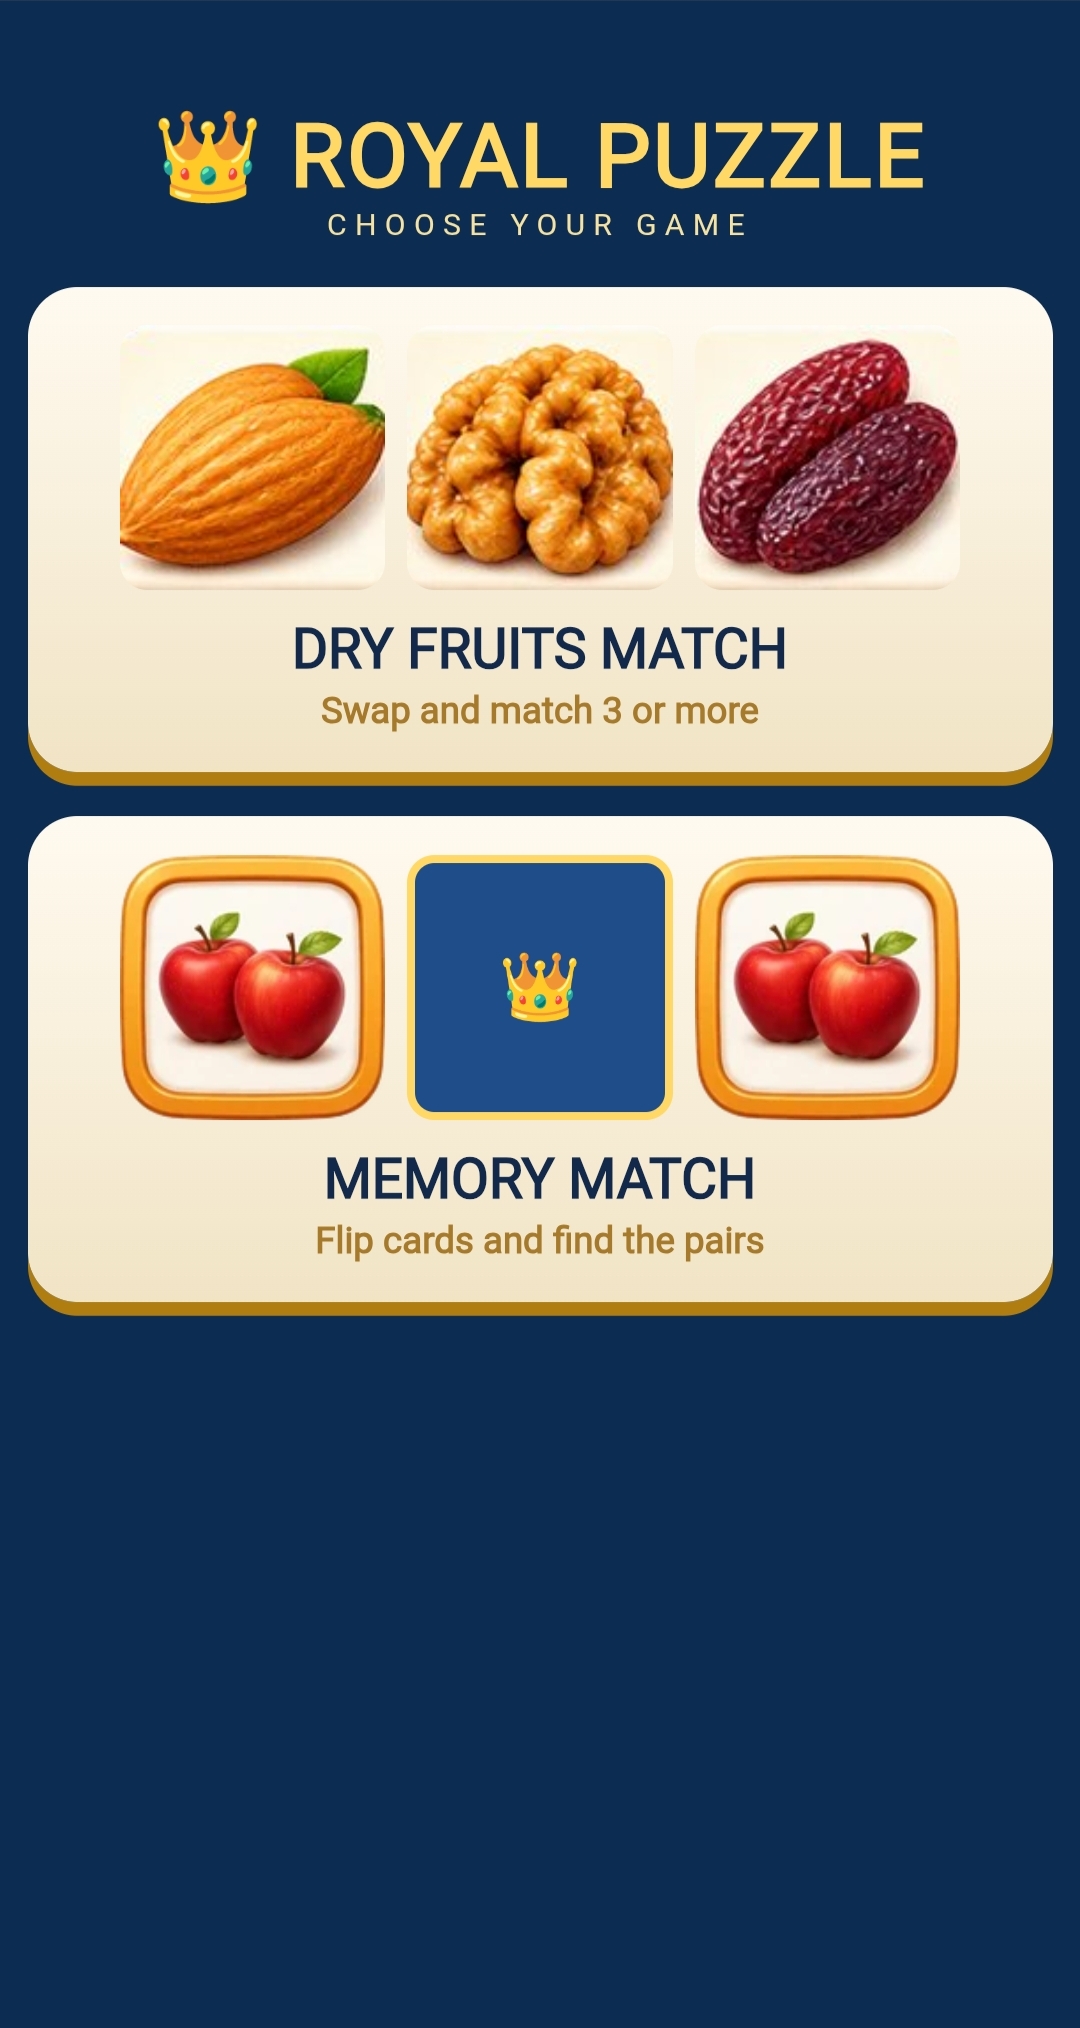 ROYAL PUZZLE
CHOOSE YOUR GAME
DRY FRUITS MATCH
Swap and match 3 or more
MEMORY MATCH
Flip cards and find the pairs